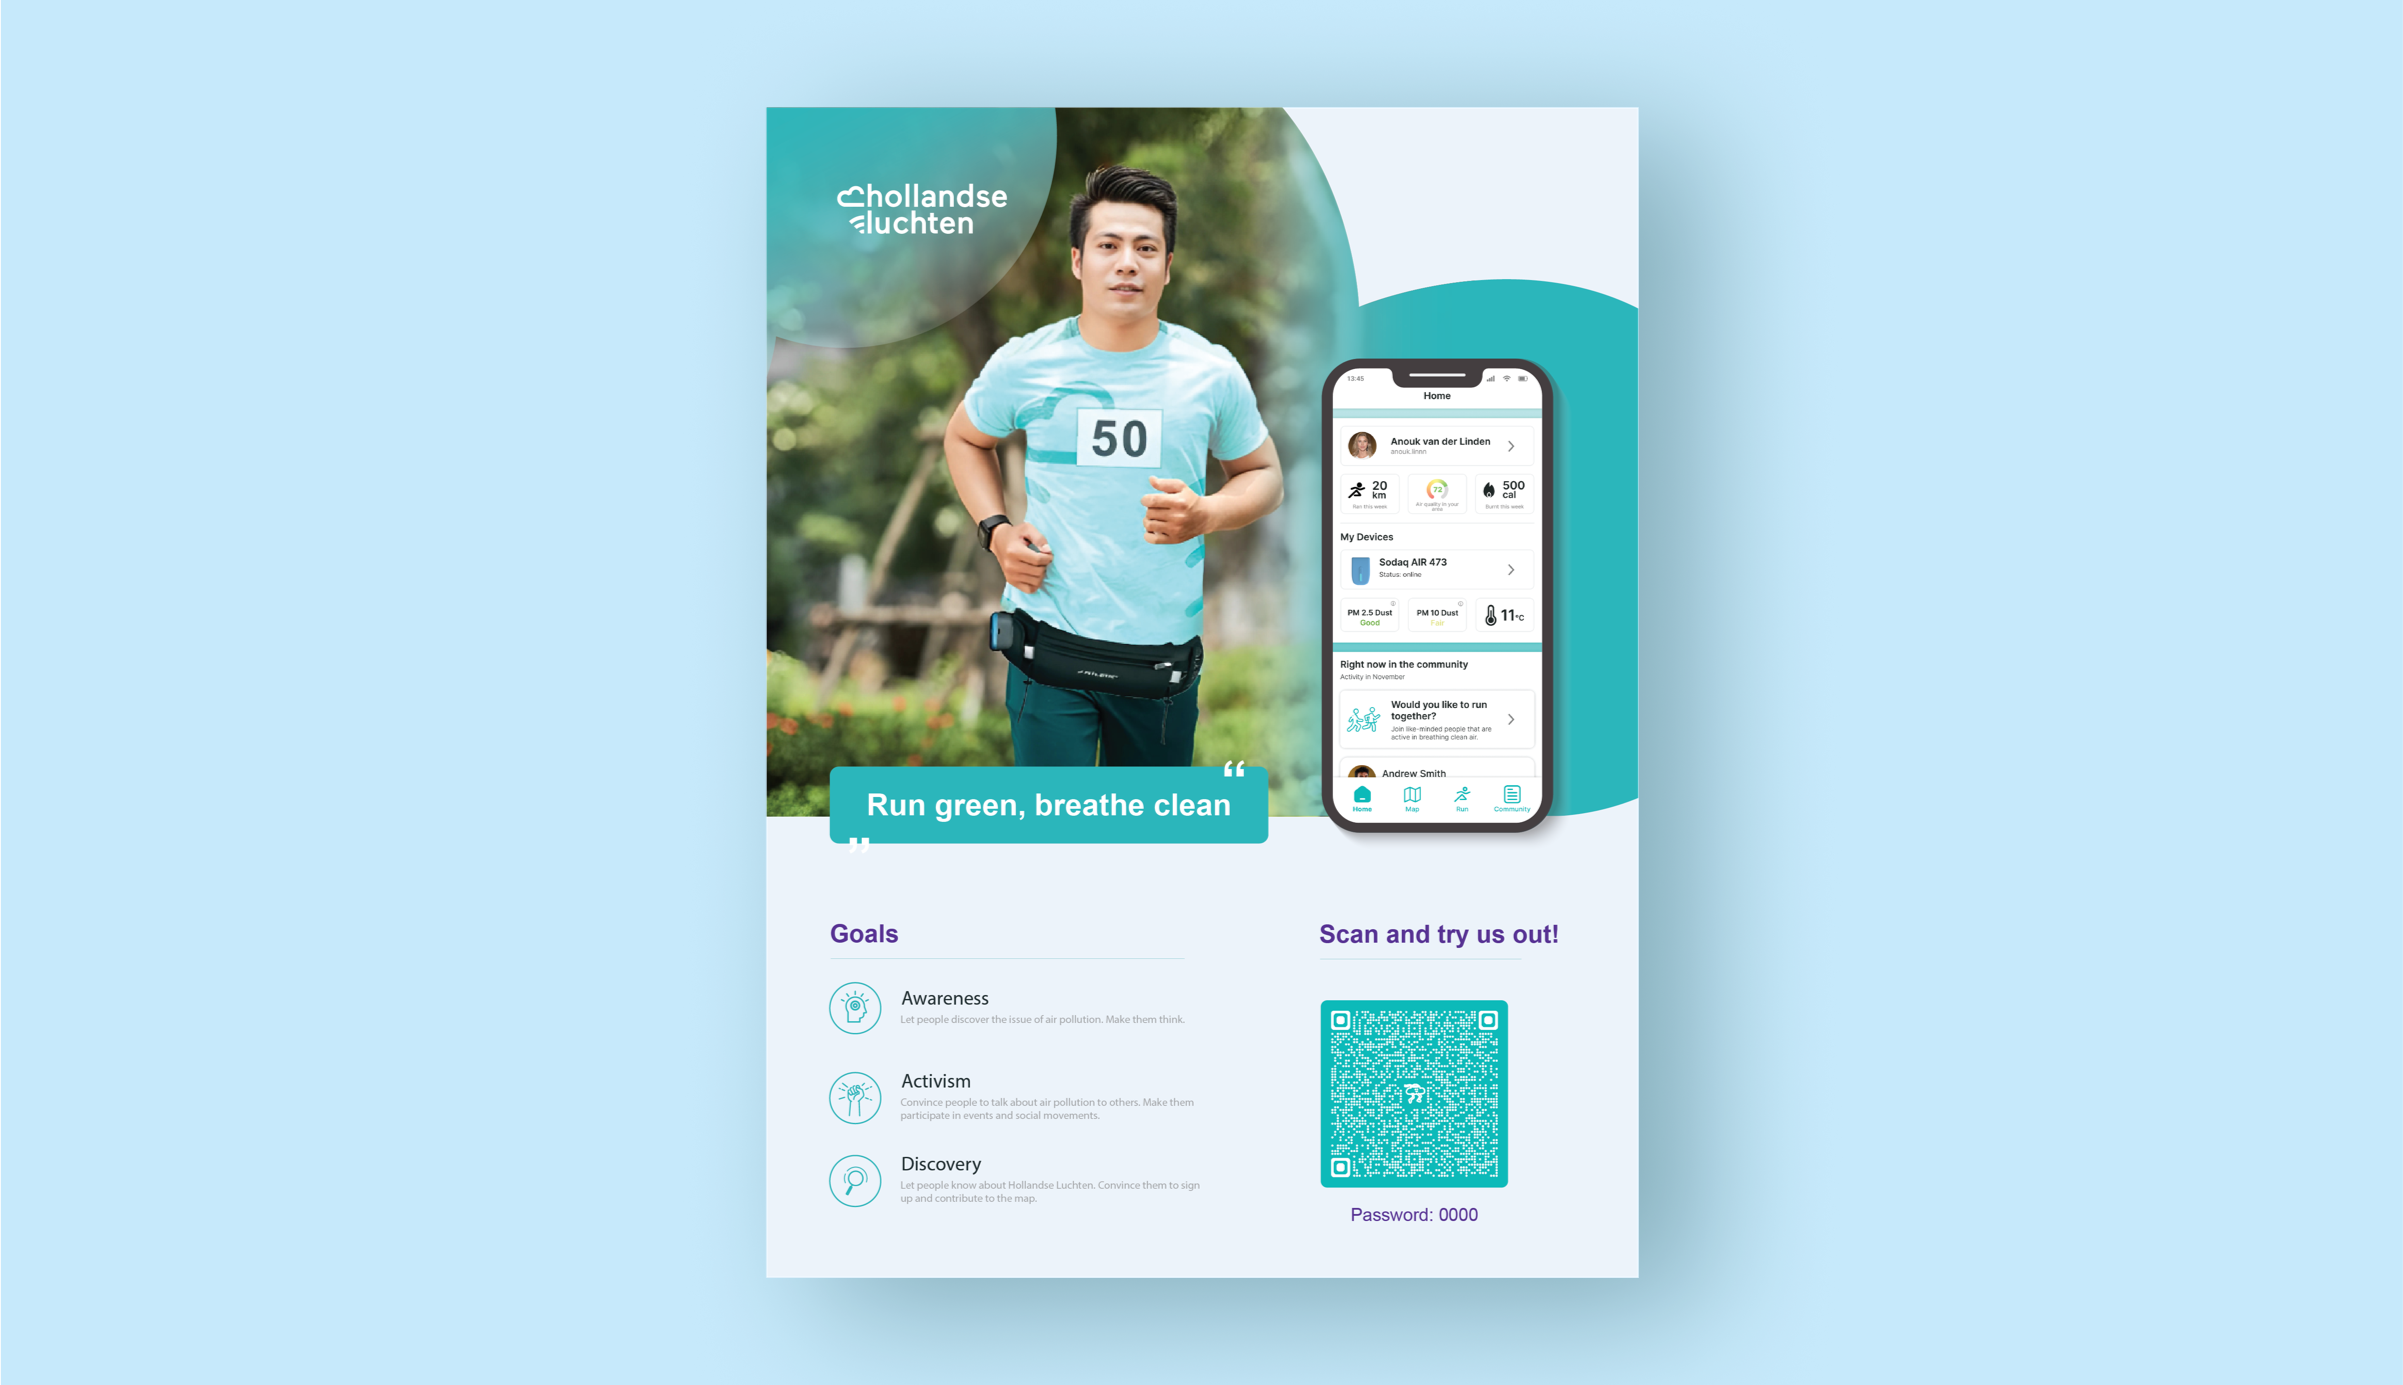 hollandse
luchten
50
FITLETIC
13:45
Home
Anouk van der Linden
anouk.linnn
20
km
Ran this week
72
Air quality in your
area
500
cal
Burnt this week
My Devices
Sodaq AIR 473
Status: online
PM 2.5 Dust
Good
PM 10 Dust
Fair
11°C
Right now in the community
Activity in November
Would you like to run
together?
Join like-minded people that are
active in breathing clean air.
Andrew Smith
Home
Map
Run
Community
“
Run green, breathe clean
”
Goals
Awareness
Let people discover the issue of air pollution. Make them think.
Activism
Convince people to talk about air pollution to others. Make them
participate in events and social movements.
Discovery
Let people know about Hollandse Luchten. Convince them to sign
up and contribute to the map.
Scan and try us out!
Password: 0000